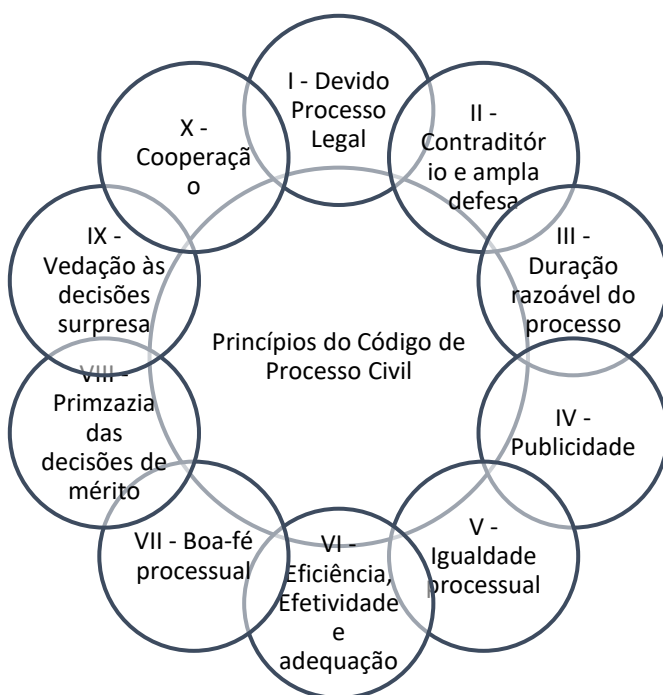 I - Devido
Processo
Legal
II -
Contraditór
io e ampla
defesa
III -
Duração
razoável do
processo
IV -
Publicidade
V -
Igualdade
processual
VI -
Eficiência,
Efetividade
e
adequação
VII - Boa-fé
processual
VIII -
Primzazia
das
decisões de
mérito
IX -
Vedação às
decisões
surpresa
X -
Cooperaçã
o
Princípios do Código de
Processo Civil